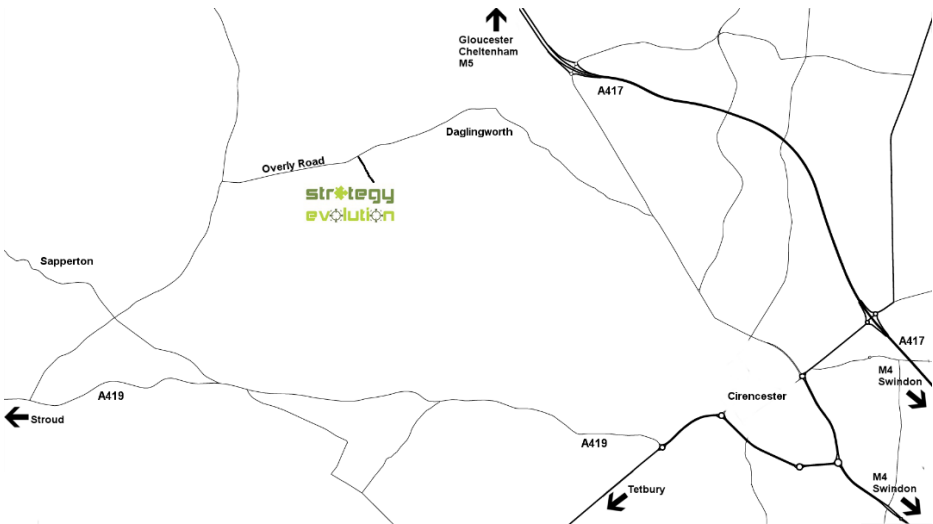 Gloucester
Cheltenham
M5
A417
Daglingworth
Overly Road
strategy
evolution
Sapperton
A417
M4
Swindon
A419
Cirencester
Stroud
A419
M4
Swindon
Tetbury